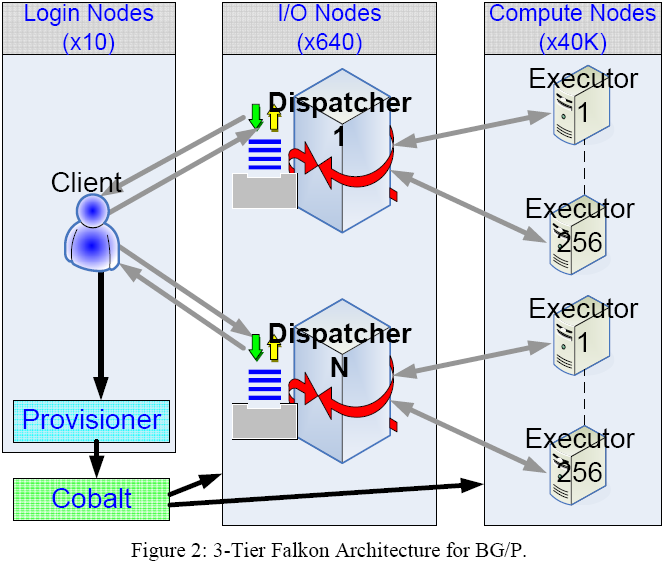 Login Nodes
(x10)
I/O Nodes
(x640)
Compute Nodes
(x40K)
Client
Provisioner
Cobalt
Dispatcher
1
Dispatcher
N
Executor
1
Executor
256
Executor
1
Executor
256
Figure 2: 3-Tier Falkon Architecture for BG/P.